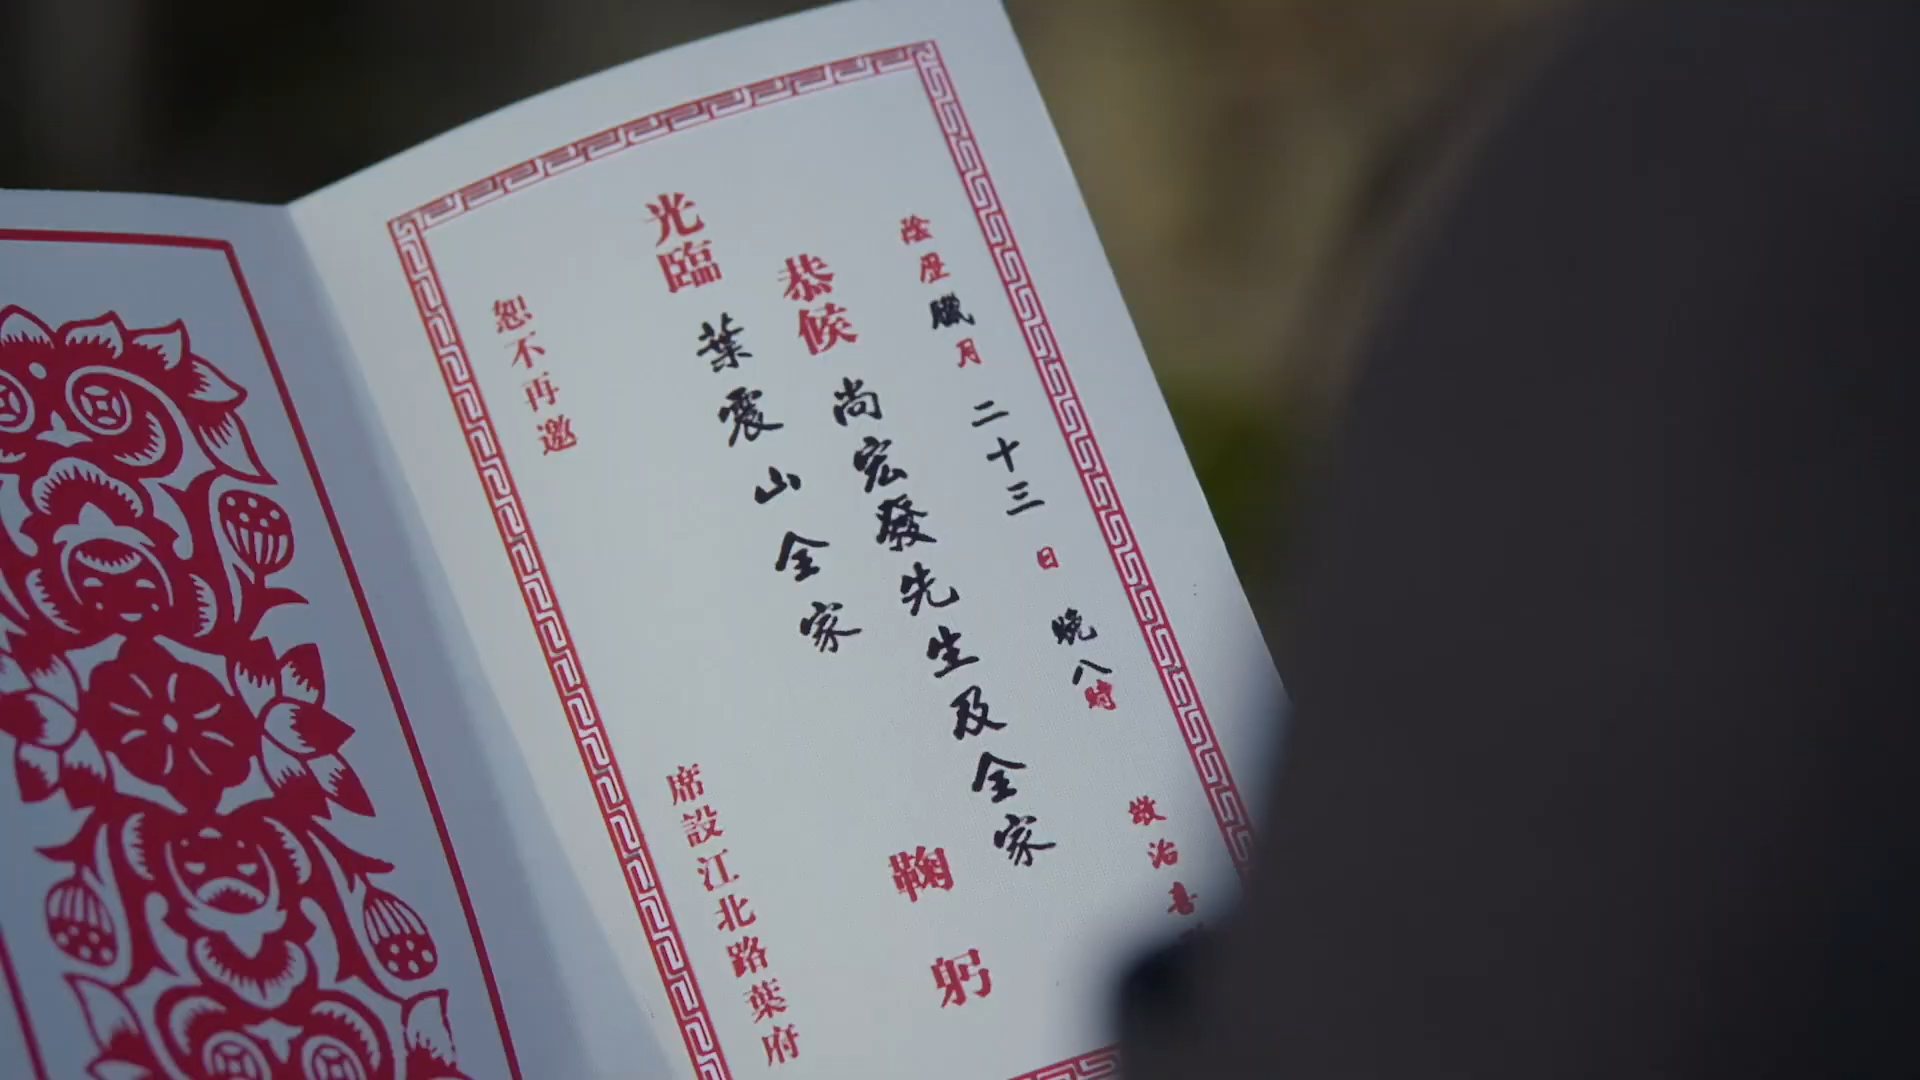 陰歷臘月二十三日晚八時 敬治喜
恭候尚宏發先生及全家
光臨葉震山全家 鞠躬
恕不再邀 席設江北路葉府